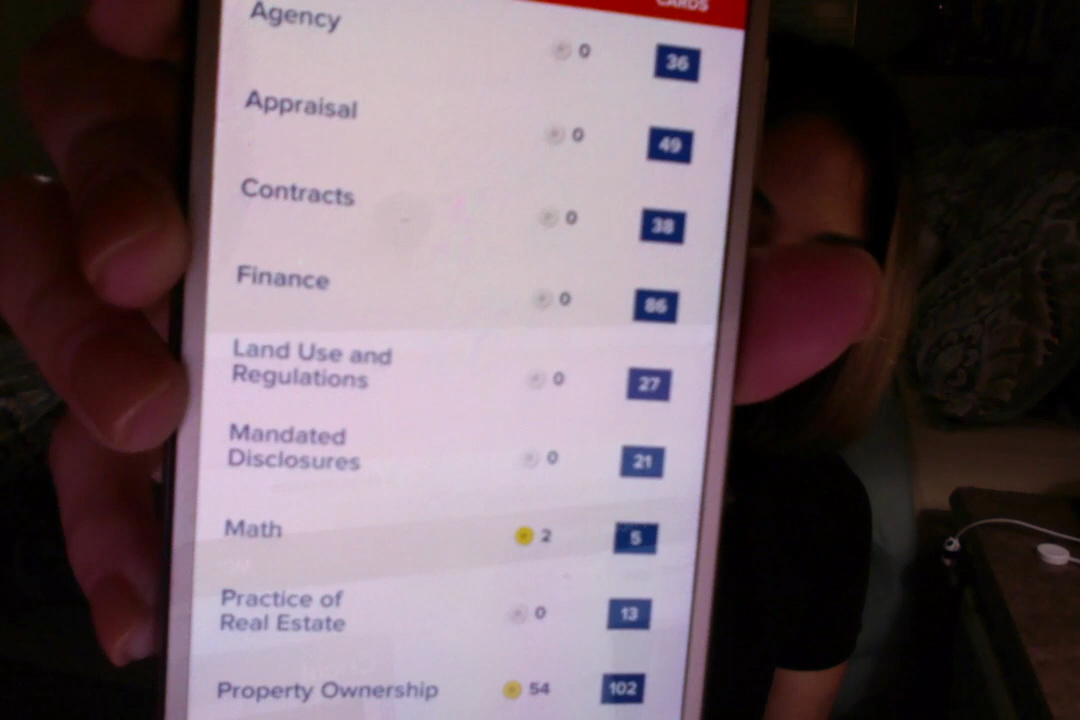 CARDS
Agency 0 36
Appraisal 0 49
Contracts 0 38
Finance 0 86
Land Use and
Regulations 0 27
Mandated
Disclosures 0 21
Math 2 5
Practice of
Real Estate 0 13
Property Ownership 54 102